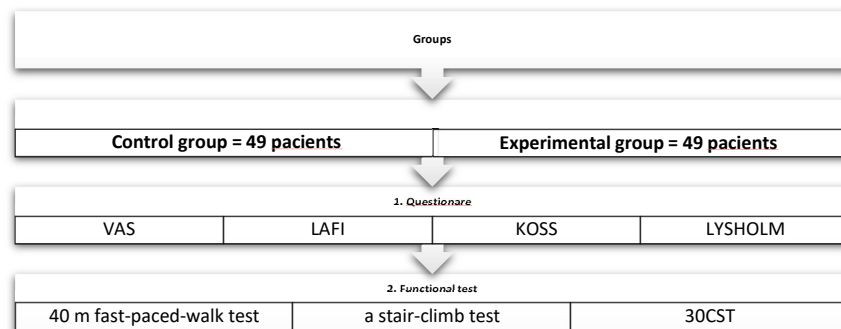 Groups
Control group = 49 pacients Experimental group = 49 pacients
1. Questionare
VAS LAFI KOSS LYSHOLM
2. Functional test
40 m fast-paced-walk test a stair-climb test 30CST